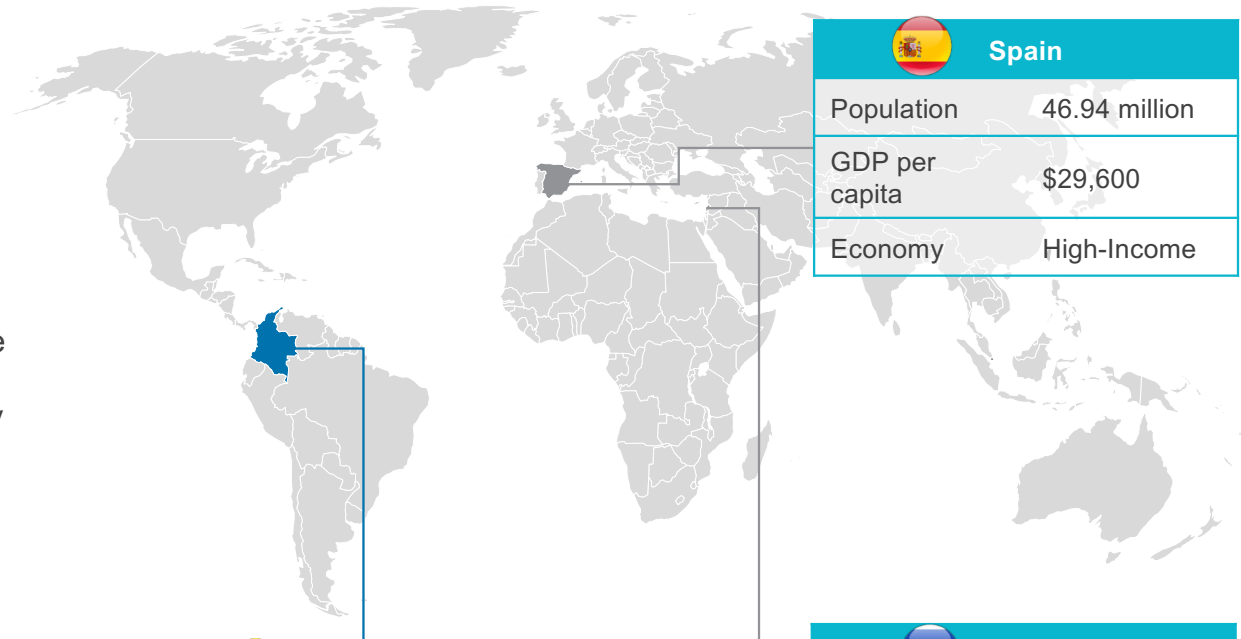 Spain
Population 46.94 million
GDP per
capita $29,600
Economy High-Income
e